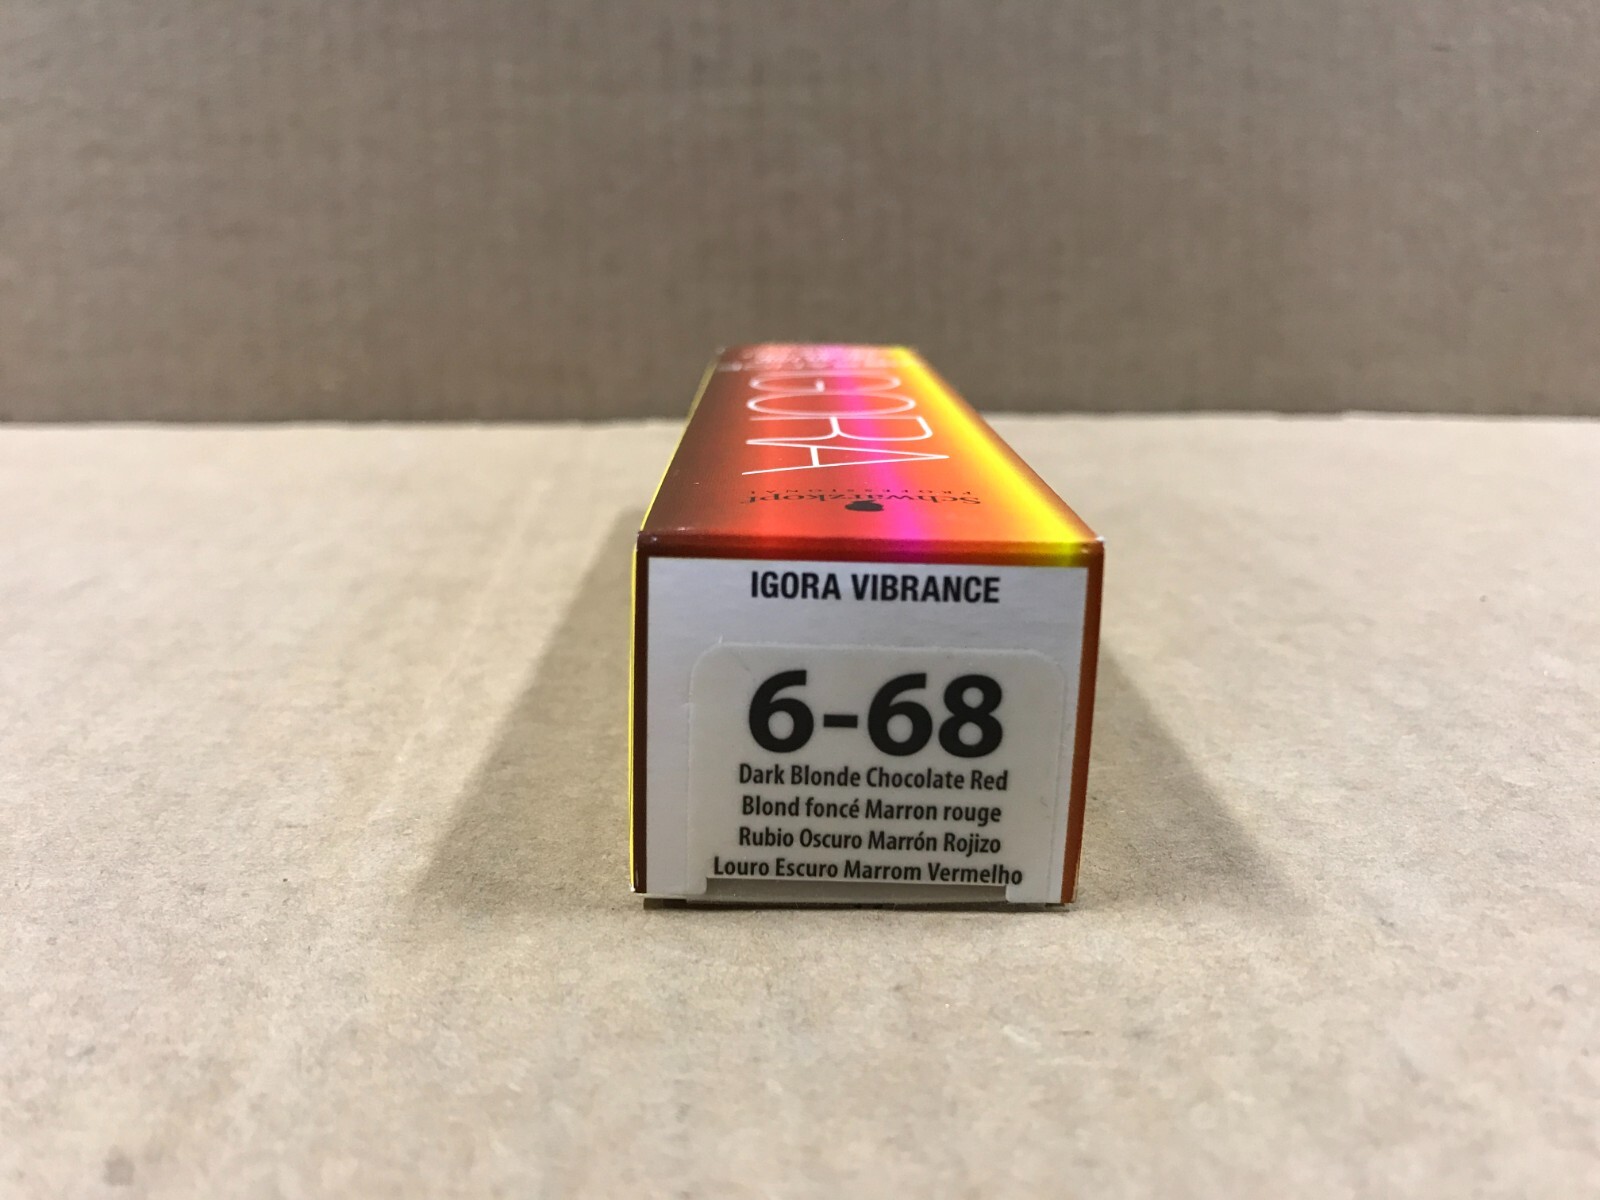 IGORA
Schwarzkopf
PROFESSIONAL
IGORA VIBRANCE
6-68
Dark Blonde Chocolate Red
Blond foncé Marron rouge
Rubio Oscuro Marrón Rojizo
Louro Escuro Marrom Vermelho